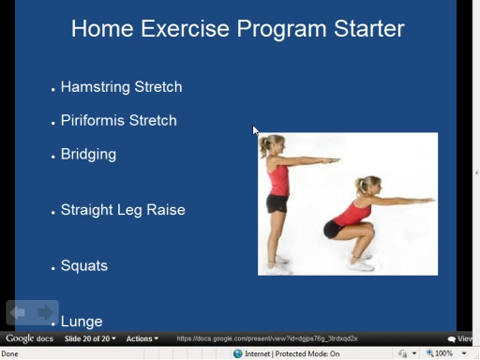 Home Exercise Program Starter
• Hamstring Stretch
• Piriformis Stretch
• Bridging
• Straight Leg Raise
• Squats
• Lunge
Google docs Slide 20 of 20 Actions https://docs.google.com/present/view?id=dgjps76g_3trdxqd2x View
Done Internet | Protected Mode: On 100%